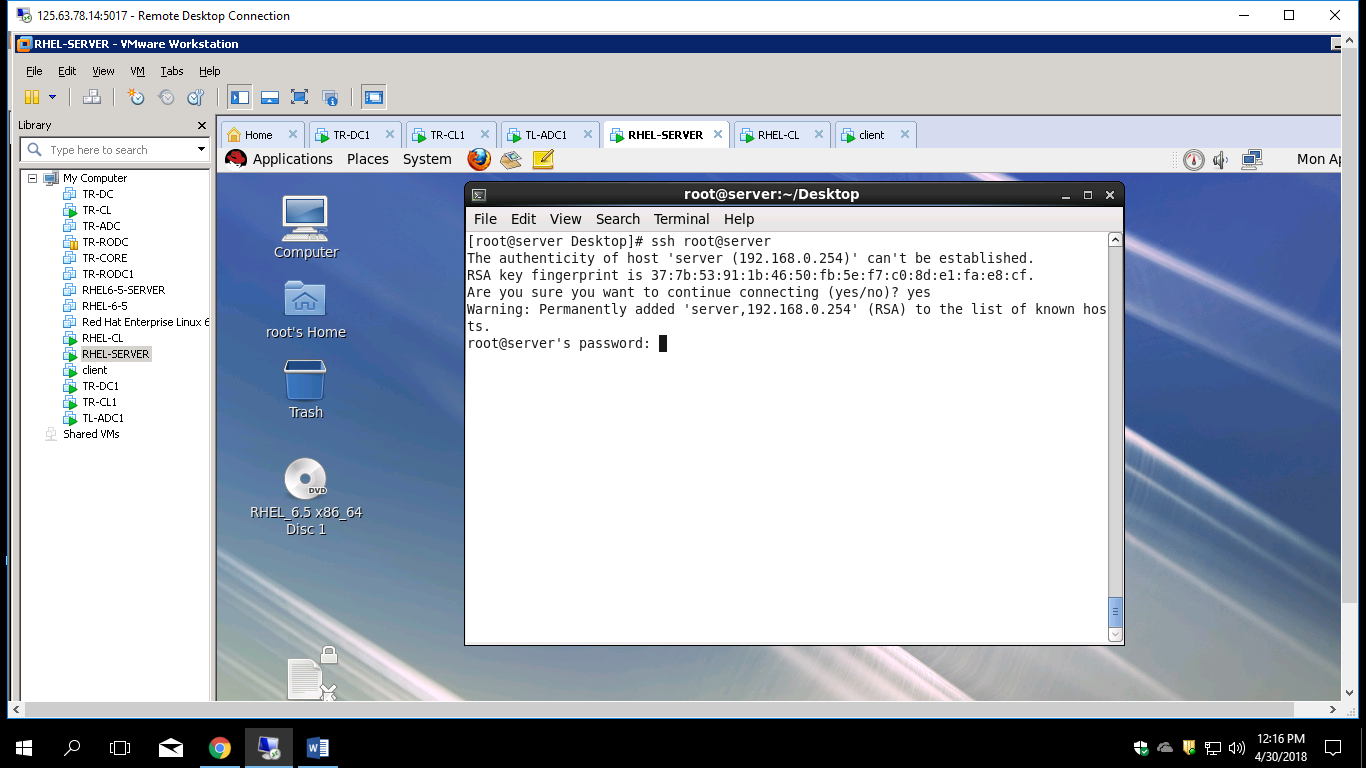 125.63.78.14:5017 - Remote Desktop Connection
RHEL-SERVER - VMware Workstation
File Edit View VM Tabs Help
Library
Type here to search
My Computer
TR-DC
TR-CL
TR-ADC
TR-RODC
TR-CORE
TR-RODC1
RHEL6-5-SERVER
RHEL-6-5
Red Hat Enterprise Linux 6
RHEL-CL
RHEL-SERVER
client
TR-DC1
TR-CL1
TL-ADC1
Shared VMs
Home TR-DC1 TR-CL1 TL-ADC1 RHEL-SERVER RHEL-CL client
Applications Places System Mon Ap
Computer
root's Home
Trash
DVD
RHEL_6.5 x86_64
Disc 1
root@server:~/Desktop
File Edit View Search Terminal Help
[root@server Desktop]# ssh root@server
The authenticity of host 'server (192.168.0.254)' can't be established.
RSA key fingerprint is 37:7b:53:91:1b:46:50:fb:5e:f7:c0:8d:e1:fa:e8:cf.
Are you sure you want to continue connecting (yes/no)? yes
Warning: Permanently added 'server,192.168.0.254' (RSA) to the list of known hos
ts.
root@server's password:
12:16 PM
4/30/2018